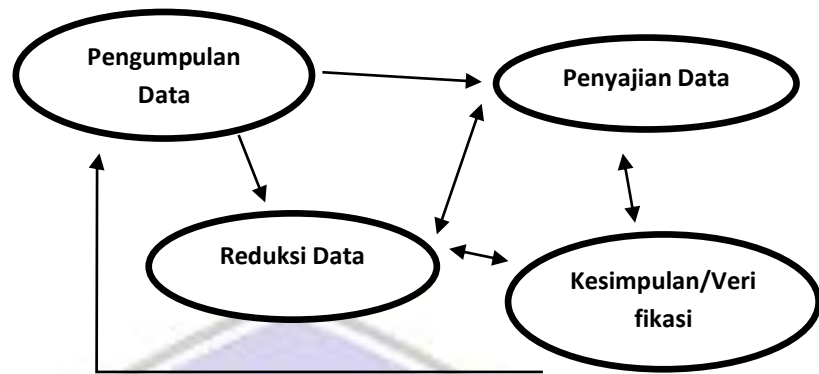 Pengumpulan
Data
Penyajian Data
Reduksi Data
Kesimpulan/Veri
fikasi